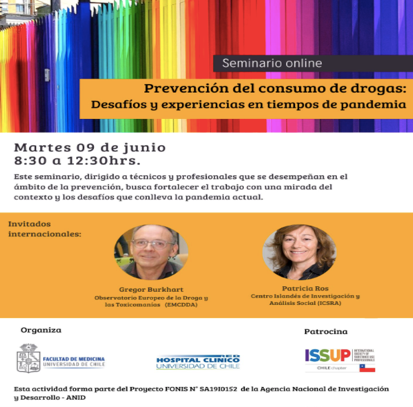 Seminario online
Prevención del consumo de drogas:
Desafíos y experiencias en tiempos de pandemia
Martes 09 de junio
8:30 a 12:30hrs.
Este seminario, dirigido a técnicos y profesionales que se desempeñan en el
ámbito de la prevención, busca fortalecer el trabajo con una mirada del
contexto y los desafíos que conlleva la pandemia actual.
Invitados
internacionales:
Gregor Burkhart
Observatorio Europeo de la Droga y
las Toxicomanías (EMCDDA)
Patricia Ros
Centro Islandés de Investigación y
Análisis Social (ICSRA)
Organiza
Patrocina
FACULTAD DE MEDICINA
UNIVERSIDAD DE CHILE
HOSPITAL CLÍNICO
UNIVERSIDAD DE CHILE
ISSUP
CHILE
Esta actividad forma parte del Proyecto FONIS N° SA19I0152 de la Agencia Nacional de Investigación
y Desarrollo - ANID